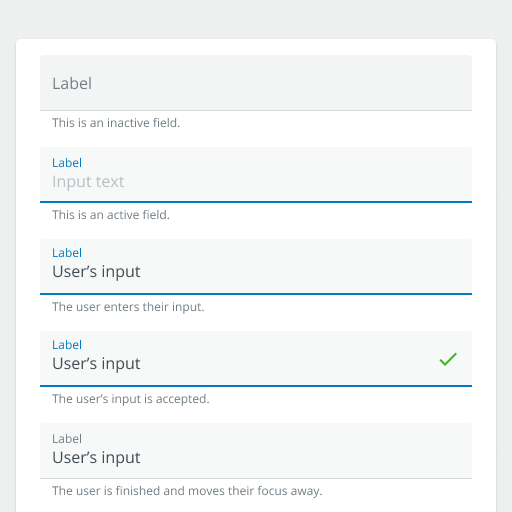 Label
This is an inactive field.
Label
Input text
This is an active field.
Label
User’s input
The user enters their input.
Label
User’s input
The user’s input is accepted.
Label
User’s input
The user is finished and moves their focus away.